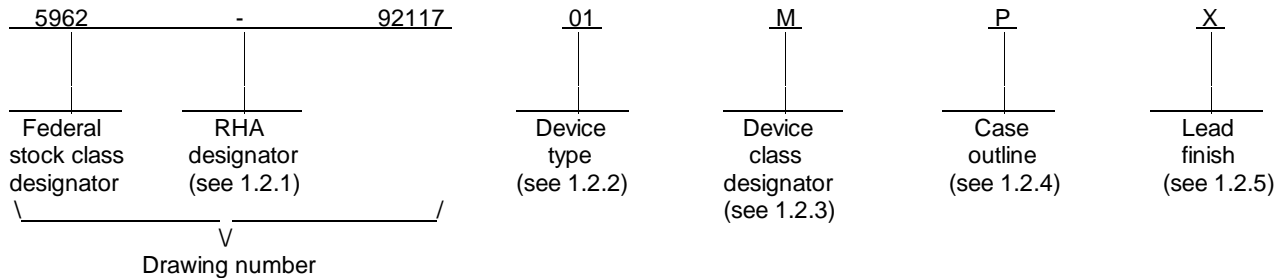 5962 - 92117 01 M P X
Federal stock class designator
RHA designator (see 1.2.1)
Device type (see 1.2.2)
Device class designator (see 1.2.3)
Case outline (see 1.2.4)
Lead finish (see 1.2.5)
Drawing number